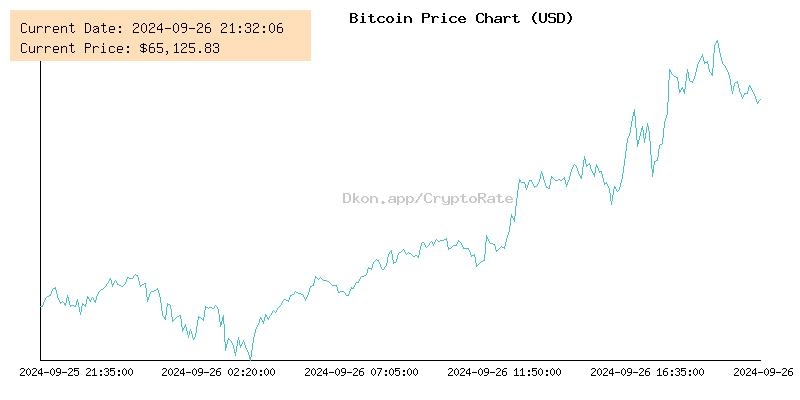 Bitcoin Price Chart (USD)
Current Date: 2024-09-26 21:32:06
Current Price: $65,125.83
Dkon.app/CryptoRate
2024-09-25 21:35:00 2024-09-26 02:20:00 2024-09-26 07:05:00 2024-09-26 11:50:00 2024-09-26 16:35:00 2024-09-26